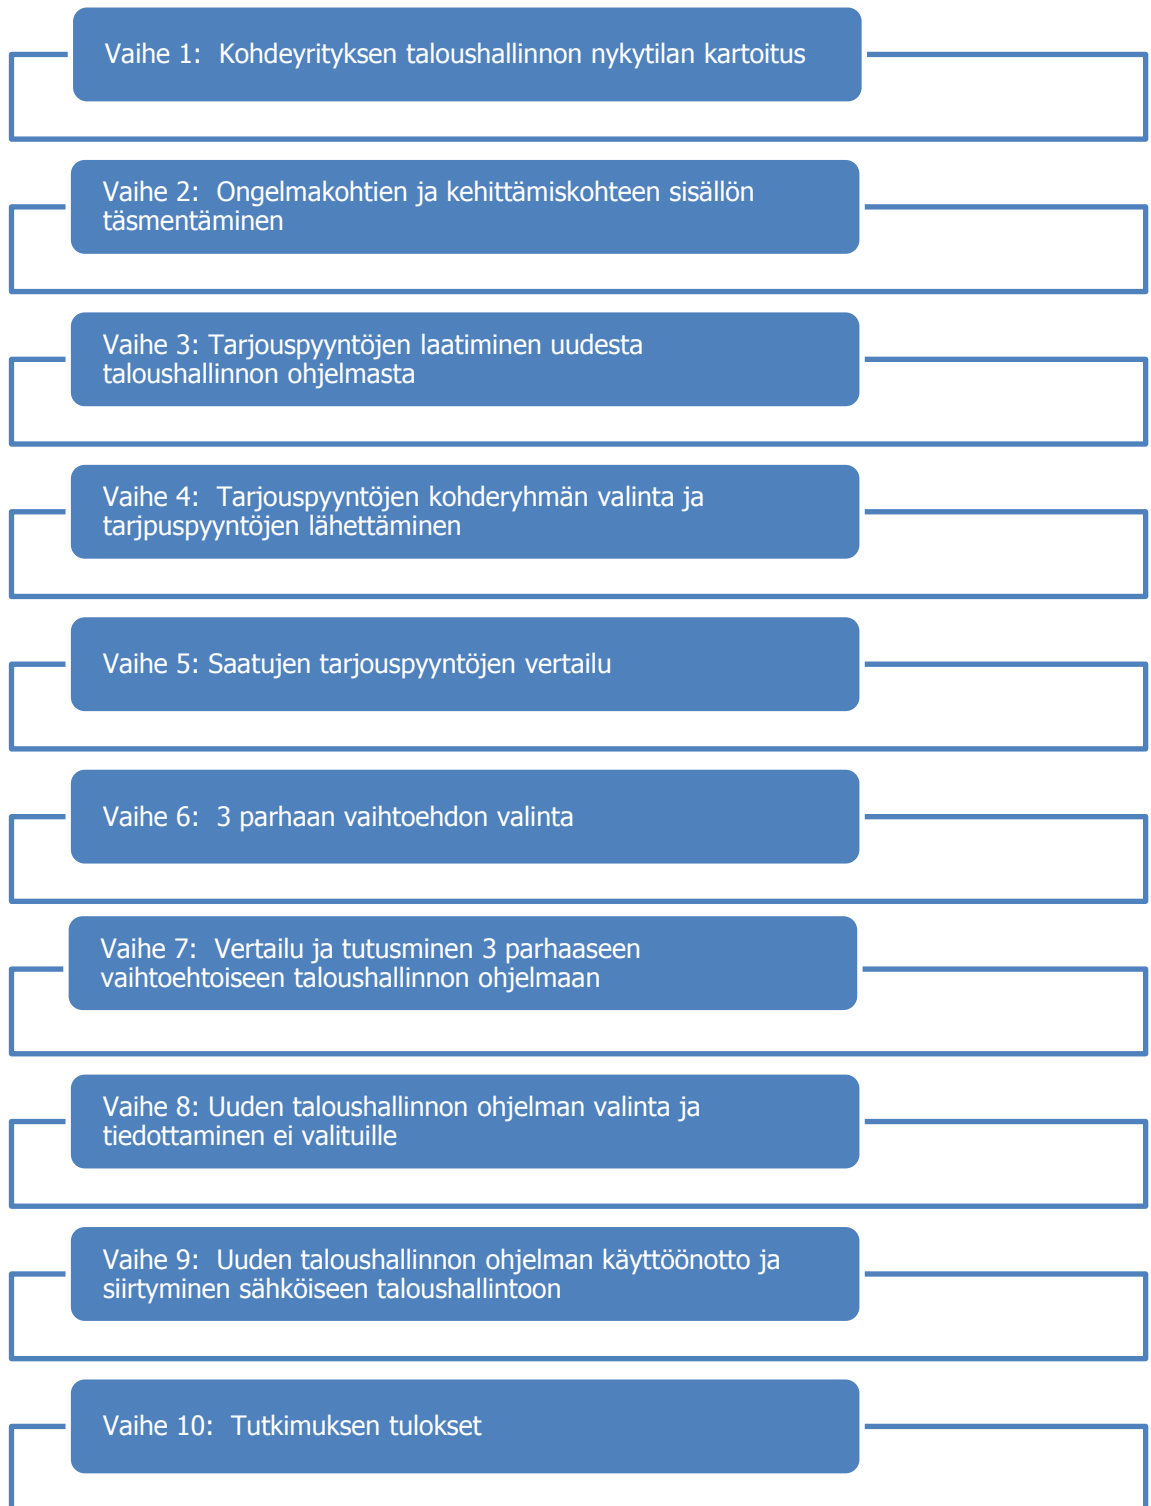 Vaihe 1:  Kohdeyrityksen taloushallinnon nykytilan kartoitus
Vaihe 2:  Ongelmakohtien ja kehittämiskohteen sisällön
täsmentäminen
Vaihe 3: Tarjouspyyntöjen laatiminen uudesta
taloushallinnon ohjelmasta
Vaihe 4:  Tarjouspyyntöjen kohderyhmän valinta ja
tarjpuspyyntöjen lähettäminen
Vaihe 5: Saatujen tarjouspyyntöjen vertailu
Vaihe 6:  3 parhaan vaihtoehdon valinta
Vaihe 7:  Vertailu ja tutusminen 3 parhaaseen
vaihtoehtoiseen taloushallinnon ohjelmaan
Vaihe 8: Uuden taloushallinnon ohjelman valinta ja
tiedottaminen ei valituille
Vaihe 9:  Uuden taloushallinnon ohjelman käyttöönotto ja
siirtyminen sähköiseen taloushallintoon
Vaihe 10:  Tutkimuksen tulokset